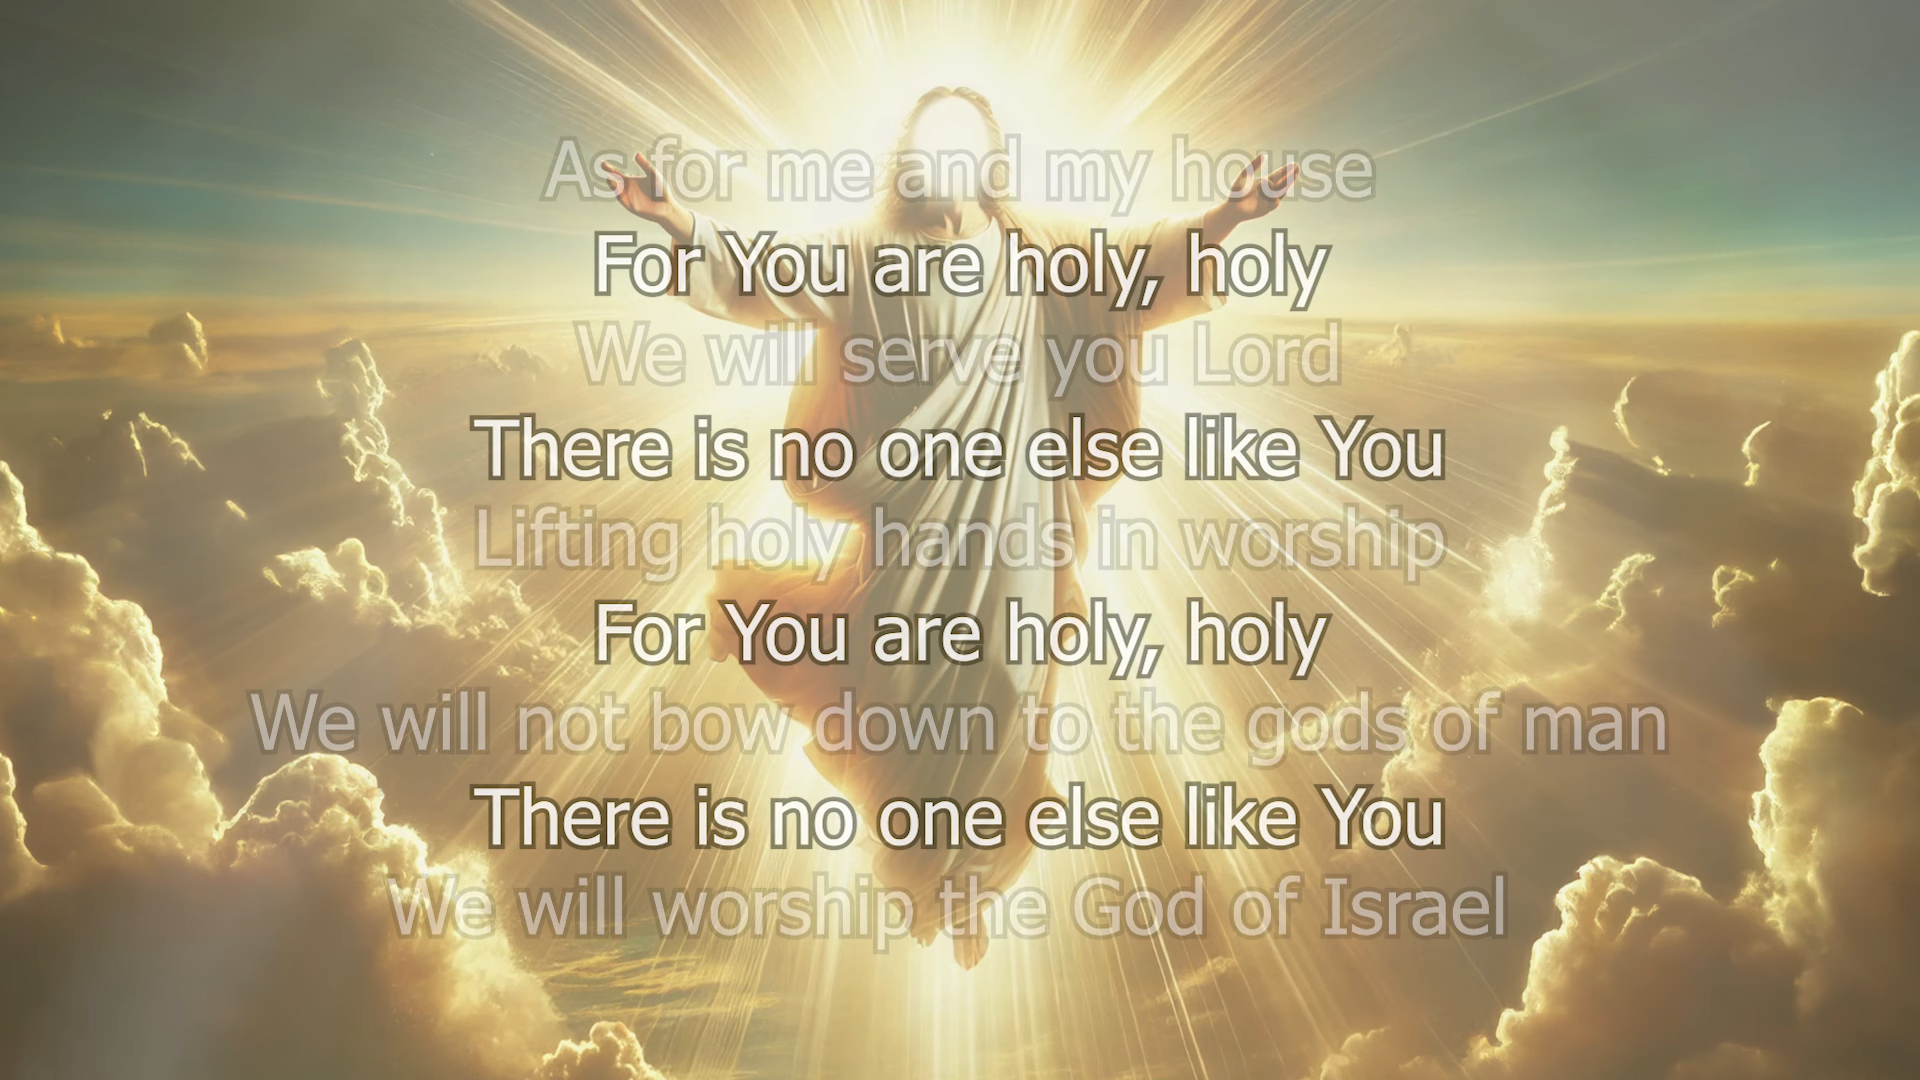 As for me and my house
For You are holy, holy
We will serve you Lord
There is no one else like You
Lifting holy hands in worship
For You are holy, holy
We will not bow down to the gods of man
There is no one else like You
We will worship the God of Israel